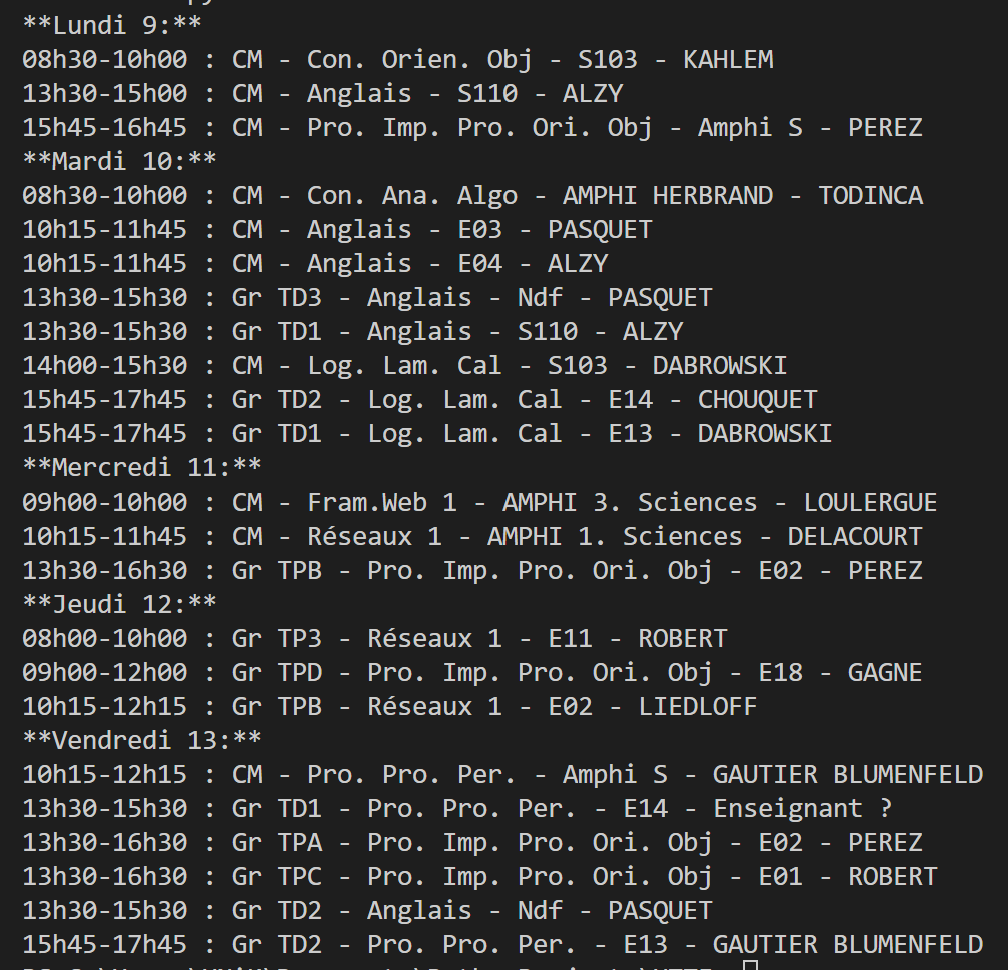 **Lundi 9:**
08h30-10h00 : CM - Con. Orien. Obj - S103 - KAHLEM
13h30-15h00 : CM - Anglais - S110 - ALZY
15h45-16h45 : CM - Pro. Imp. Pro. Ori. Obj - Amphi S - PEREZ
**Mardi 10:**
08h30-10h00 : CM - Con. Ana. Algo - AMPHI HERBRAND - TODINCA
10h15-11h45 : CM - Anglais - E03 - PASQUET
10h15-11h45 : CM - Anglais - E04 - ALZY
13h30-15h30 : Gr TD3 - Anglais - Ndf - PASQUET
13h30-15h30 : Gr TD1 - Anglais - S110 - ALZY
14h00-15h30 : CM - Log. Lam. Cal - S103 - DABROWSKI
15h45-17h45 : Gr TD2 - Log. Lam. Cal - E14 - CHOUQUET
15h45-17h45 : Gr TD1 - Log. Lam. Cal - E13 - DABROWSKI
**Mercredi 11:**
09h00-10h00 : CM - Fram.Web 1 - AMPHI 3. Sciences - LOULERGUE
10h15-11h45 : CM - Réseaux 1 - AMPHI 1. Sciences - DELACOURT
13h30-16h30 : Gr TPB - Pro. Imp. Pro. Ori. Obj - E02 - PEREZ
**Jeudi 12:**
08h00-10h00 : Gr TP3 - Réseaux 1 - E11 - ROBERT
09h00-12h00 : Gr TPD - Pro. Imp. Pro. Ori. Obj - E18 - GAGNE
10h15-12h15 : Gr TPB - Réseaux 1 - E02 - LIEDLOFF
**Vendredi 13:**
10h15-12h15 : CM - Pro. Pro. Per. - Amphi S - GAUTIER BLUMENFELD
13h30-15h30 : Gr TD1 - Pro. Pro. Per. - E14 - Enseignant ?
13h30-16h30 : Gr TPA - Pro. Imp. Pro. Ori. Obj - E02 - PEREZ
13h30-16h30 : Gr TPC - Pro. Imp. Pro. Ori. Obj - E01 - ROBERT
13h30-15h30 : Gr TD2 - Anglais - Ndf - PASQUET
15h45-17h45 : Gr TD2 - Pro. Pro. Per. - E13 - GAUTIER BLUMENFELD